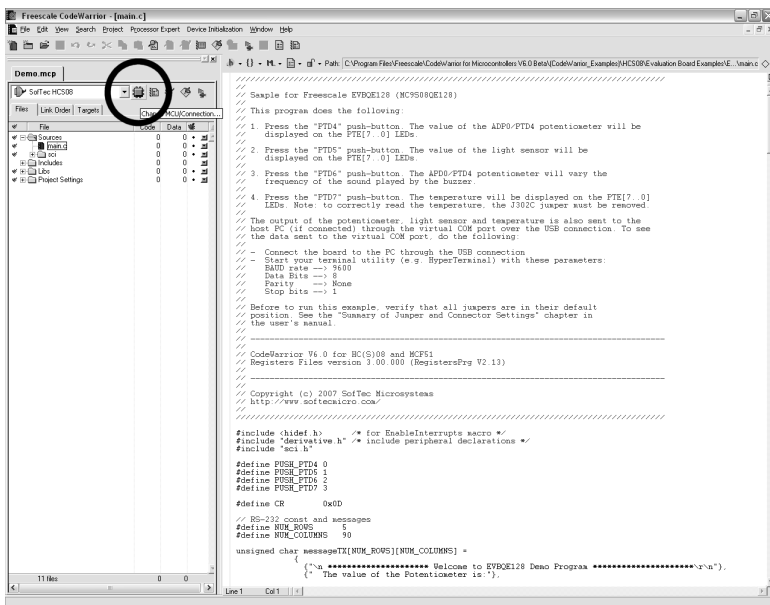 Freescale CodeWarrior - [main.c]
File Edit View Search Project Processor Expert Device Initialization Window Help
Path: C:\Program Files\Freescale\CodeWarrior for Microcontrollers V6.0 Beta\(CodeWarrior_Examples)\HCS08\Evaluation Board Examples\E...\main.c
Demo.mcp
SofTec HCS08
Change MCU/Connection...
Files Link Order Targets
File Code Data
Sources 0 0
main.c 0 0
sci 0 0
Includes 0 0
Libs 0 0
Project Settings 0 0
11 files 0 0
////////////////////////////////////////////////////////////////////////////////
//
// Sample for Freescale EVBQE128 (MC9S08QE128)
//
// This program does the following:
//
// 1. Press the "PTD4" push-button. The value of the ADP0/PTD4 potentiometer will be
//    displayed on the PTE[7..0] LEDs.
//
// 2. Press the "PTD5" push-button. The value of the light sensor will be
//    displayed on the PTE[7..0] LEDs.
//
// 3. Press the "PTD6" push-button. The APD0/PTD4 potentiometer will vary the
//    frequency of the sound played by the buzzer.
//
// 4. Press the "PTD7" push-button. The temperature will be displayed on the PTE[7..0]
//    LEDs. Note: to correctly read the temperature, the J302C jumper must be removed.
//
// The output of the potentiometer, light sensor and temperature is also sent to the
// host PC (if connected) through the virtual COM port over the USB connection. To see
// the data sent to the virtual COM port, do the following:
//
// - Connect the board to the PC through the USB connection
// - Start your terminal utility (e.g. HyperTerminal) with these parameters:
//    BAUD rate --> 9600
//    Data Bits --> 8
//    Parity    --> None
//    Stop bits --> 1
//
// Before to run this example, verify that all jumpers are in their default
// position. See the "Summary of Jumper and Connector Settings" chapter in
// the user's manual.
//
// --------------------------------------------------------------------------
//
// CodeWarrior V6.0 for HC(S)08 and MCF51
// Registers Files version 3.00.000 (RegistersPrg V2.13)
//
// --------------------------------------------------------------------------
//
// Copyright (c) 2007 SofTec Microsystems
// http://www.softecmicro.com/
//
////////////////////////////////////////////////////////////////////////////////
#include <hidef.h>      /* for EnableInterrupts macro */
#include "derivative.h" /* include peripheral declarations */
#include "sci.h"
#define PUSH_PTD4 0
#define PUSH_PTD5 1
#define PUSH_PTD6 2
#define PUSH_PTD7 3
#define CR        0x0D
// RS-232 const and messages
#define NUM_ROWS     5
#define NUM_COLUMNS  90
unsigned char messageTX[NUM_ROWS][NUM_COLUMNS] =
{
{"\n ******************** Welcome to EVBQE128 Demo Program ********************\r\n"},
{"  The value of the Potentiometer is:"},
Line 1 Col 1